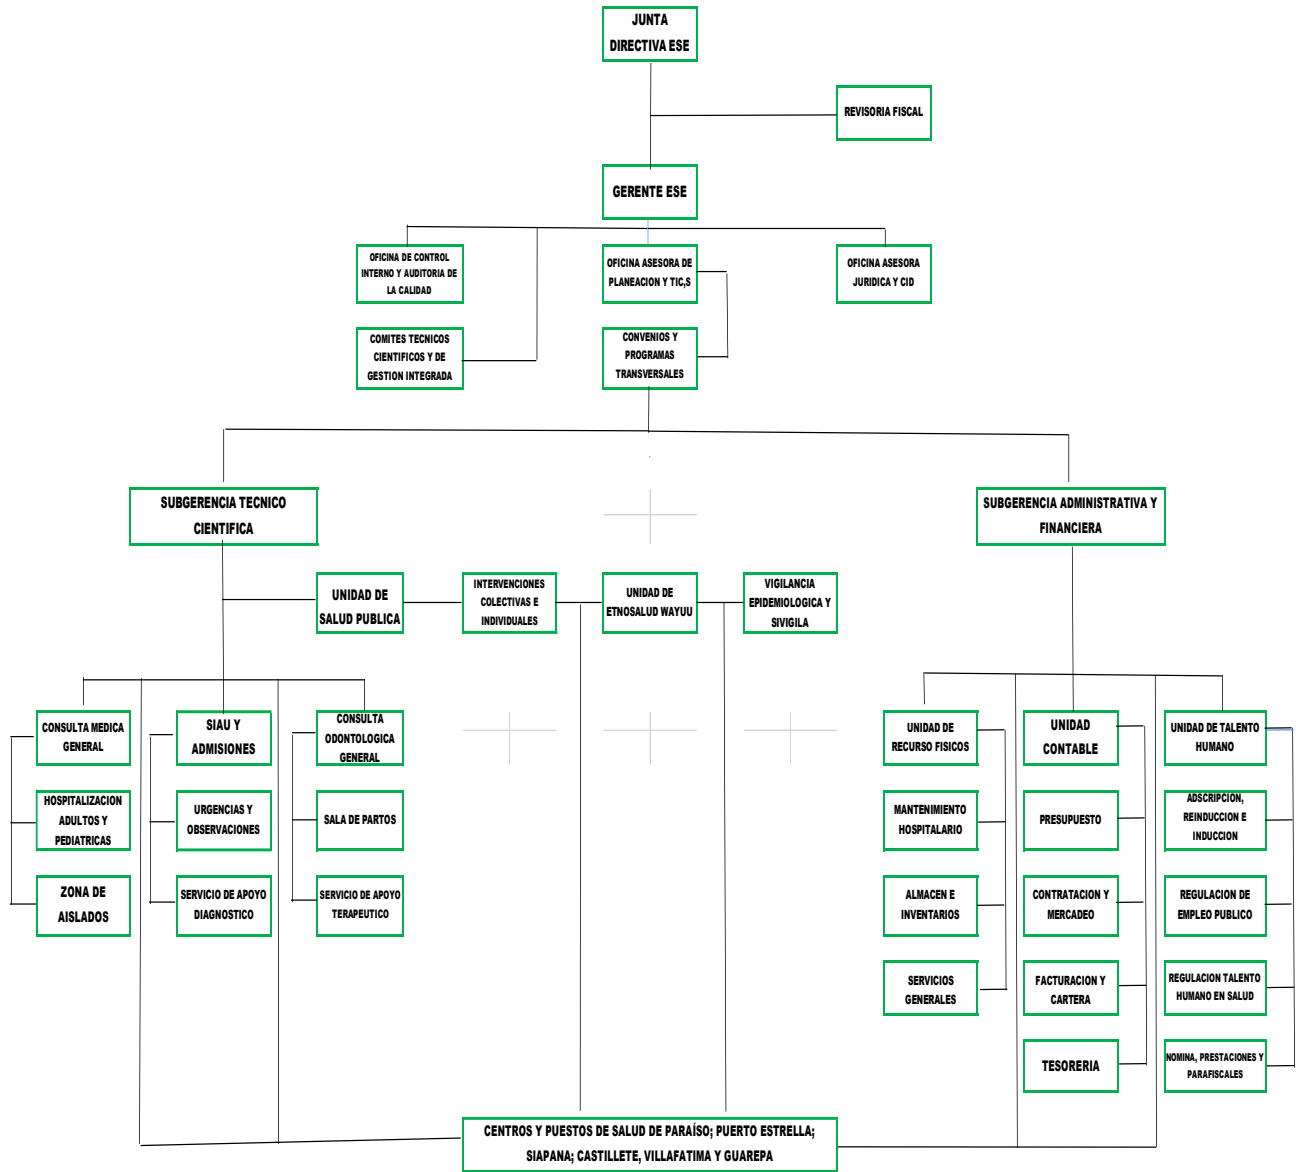 JUNTA
DIRECTIVA ESE
REVISORIA FISCAL
GERENTE ESE
OFICINA DE CONTROL
INTERNO Y AUDITORIA DE
LA CALIDAD
OFICINA ASESORA DE
PLANEACION Y TIC,S
OFICINA ASESORA
JURIDICA Y CID
COMITES TECNICOS
CIENTIFICOS Y DE
GESTION INTEGRADA
CONVENIOS Y
PROGRAMAS
TRANSVERSALES
SUBGERENCIA TECNICO
CIENTIFICA
SUBGERENCIA ADMINISTRATIVA Y
FINANCIERA
UNIDAD DE
SALUD PUBLICA
INTERVENCIONES
COLECTIVAS E
INDIVIDUALES
UNIDAD DE
ETNOSALUD WAYUU
VIGILANCIA
EPIDEMIOLOGICA Y
SIVIGILA
CONSULTA MEDICA
GENERAL
SIAU Y
ADMISIONES
CONSULTA
ODONTOLOGICA
GENERAL
UNIDAD DE
RECURSO FISICOS
UNIDAD
CONTABLE
UNIDAD DE TALENTO
HUMANO
HOSPITALIZACION
ADULTOS Y
PEDIATRICAS
URGENCIAS Y
OBSERVACIONES
SALA DE PARTOS
MANTENIMIENTO
HOSPITALARIO
PRESUPUESTO
ADSCRIPCION,
REINDUCCION E
INDUCCION
ZONA DE
AISLADOS
SERVICIO DE APOYO
DIAGNOSTICO
SERVICIO DE APOYO
TERAPEUTICO
ALMACEN E
INVENTARIOS
CONTRATACION Y
MERCADEO
REGULACION DE
EMPLEO PUBLICO
SERVICIOS
GENERALES
FACTURACION Y
CARTERA
REGULACION TALENTO
HUMANO EN SALUD
TESORERIA
NOMINA, PRESTACIONES Y
PARAFISCALES
CENTROS Y PUESTOS DE SALUD DE PARAÍSO; PUERTO ESTRELLA;
SIAPANA; CASTILLETE, VILLAFATIMA Y GUAREPA